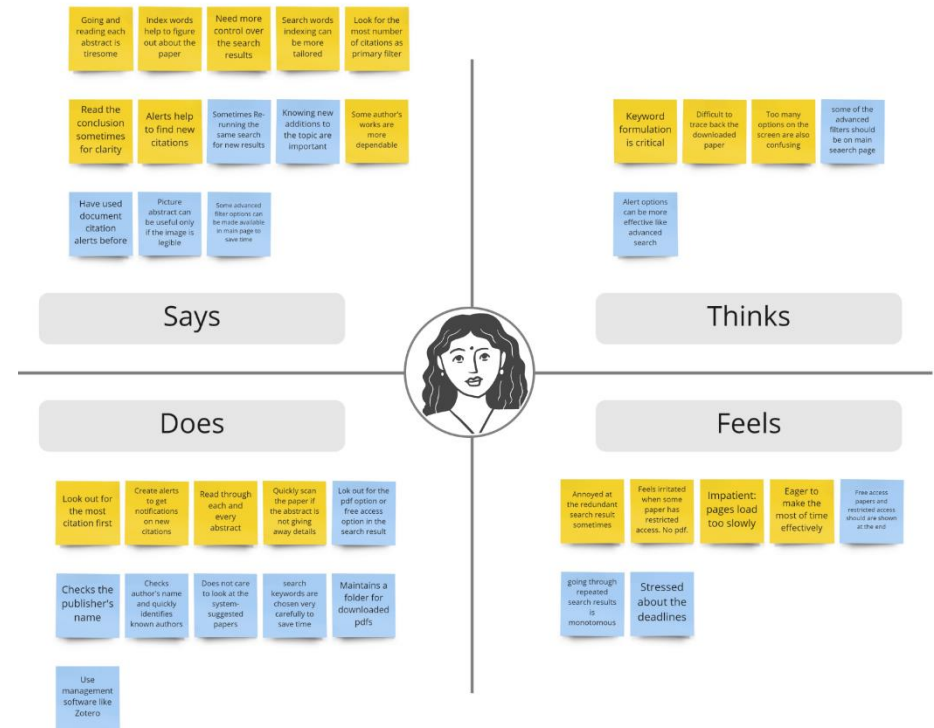 Going and
reading each
abstract is
tiresome
Index words
help to figure
out about the
paper
Need more
control over
the search
results
Search words
indexing can
be more
tailored
Look for the
most number
of citations as
primary filter
Read the
conclusion
sometimes
for clarity
Alerts help
to find new
citations
Sometimes Re-
running the
same search
for new results
Knowing new
additions to
the topic are
important
Some author's
works are
more
dependable
Have used
document
citation
alerts before
Picture
abstract can
be useful only
if the image is
legible
Some advanced
filter options can
be made available
in main page to
save time
Says
Keyword
formulation
is critical
Difficult to
trace back the
downloaded
paper
Too many
options on the
screen are also
confusing
some of the
advanced
filters should
be on main
seaerch page
Alert options
can be more
effective like
advanced
search
Thinks
Does
Look out for
the most
citation first
Create alerts
to get
notifications
on new
citations
Read through
each and
every
abstract
Quickly scan
the paper if
the abstract is
not giving
away details
Lok out for the
pdf option or
free access
option in the
search result
Checks the
publisher's
name
Checks
author's name
and quickly
identifies
known authors
Does not care
to look at the
system-
suggested
papers
search
keywords are
chosen very
carefully to
save time
Maintains a
folder for
downloaded
pdfs
Use
management
software like
Zotero
Feels
Annoyed at
the redundant
search result
sometimes
Feels irritated
when some
paper has
restricted
access. No pdf.
Impatient:
pages load
too slowly
Eager to
make the
most of time
effectively
Free access
papers and
restricted access
should are shown
at the end
going through
repeated
search results
is
monotomous
Stressed
about the
deadlines